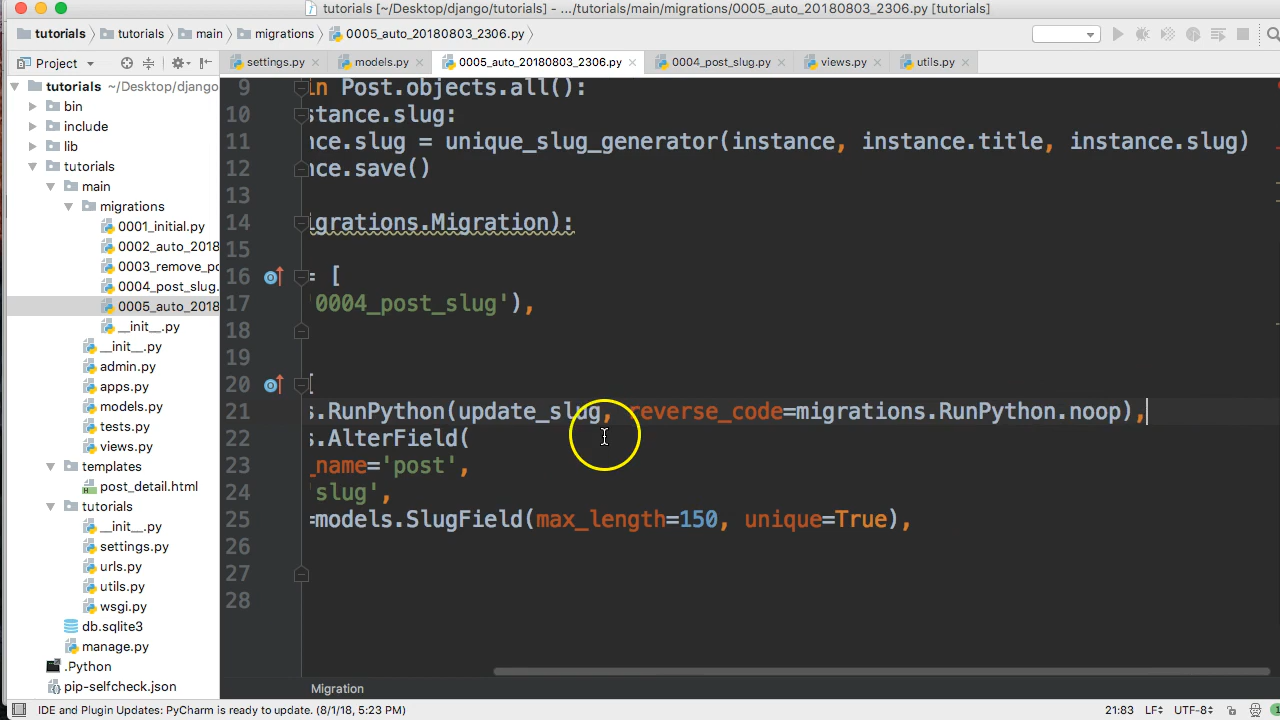 tutorials [~/Desktop/django/tutorials] - .../tutorials/main/migrations/0005_auto_20180803_2306.py [tutorials]
tutorials tutorials main migrations 0005_auto_20180803_2306.py
Project settings.py models.py 0005_auto_20180803_2306.py 0004_post_slug.py views.py utils.py
tutorials ~/Desktop/django
bin
include
lib
tutorials
main
migrations
0001_initial.py
0002_auto_2018
0003_remove_po
0004_post_slug.
0005_auto_2018
__init__.py
__init__.py
admin.py
apps.py
models.py
tests.py
views.py
templates
post_detail.html
tutorials
__init__.py
settings.py
urls.py
utils.py
wsgi.py
db.sqlite3
manage.py
.Python
pip-selfcheck.json
9 in Post.objects.all():
10 stance.slug:
11 nce.slug = unique_slug_generator(instance, instance.title, instance.slug)
12 nce.save()
13
14 igrations.Migration):
15
16 = [
17 '0004_post_slug'),
18
19
20 [
21 s.RunPython(update_slug, reverse_code=migrations.RunPython.noop),
22 s.AlterField(
23 _name='post',
24 'slug',
25 =models.SlugField(max_length=150, unique=True),
26
27
28
Migration
IDE and Plugin Updates: PyCharm is ready to update. (8/1/18, 5:23 PM) 21:83 LF UTF-8